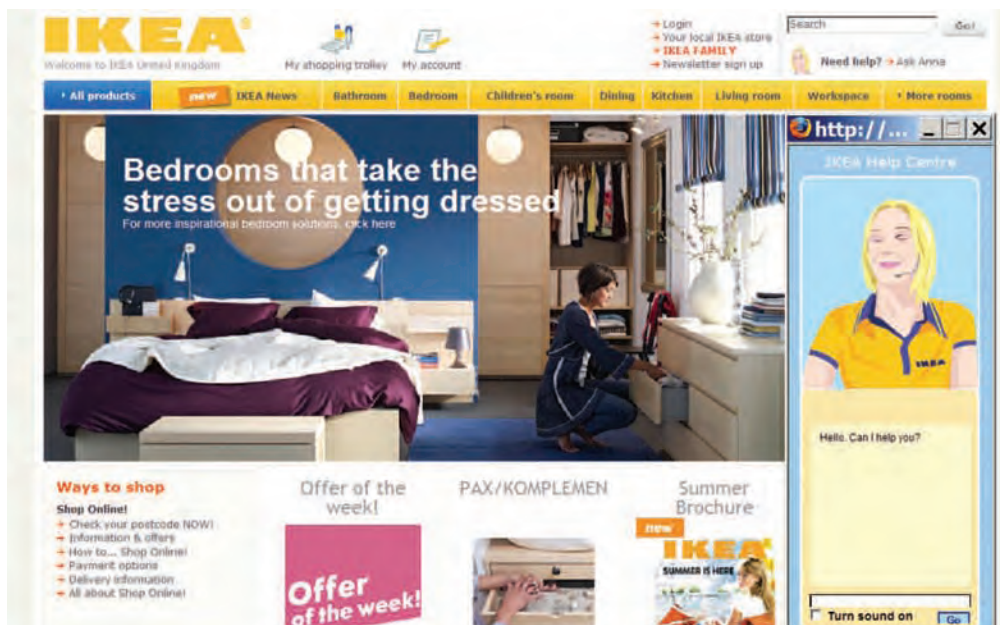 IKEA
Welcome to IKEA United Kingdom
My shopping trolley
My account
Login
Your local IKEA store
IKEA FAMILY
Newsletter sign up
Search
Go!
Need help? Ask Anna
All products
new IKEA News
Bathroom
Bedroom
Children's room
Dining
Kitchen
Living room
Workspace
More rooms
Bedrooms that take the
stress out of getting dressed
For more inspirational bedroom solutions, click here
http://...
IKEA Help Centre
IKEA
Hello. Can I help you?
Turn sound on
Go
Ways to shop
Shop Online!
Check your postcode NOW!
Information & offers
How to... Shop Online!
Payment options
Delivery information
All about Shop Online!
Offer of the
week!
Offer
of the week!
PAX/KOMPLEMEN
Summer
Brochure
new
IKEA
SUMMER IS HERE